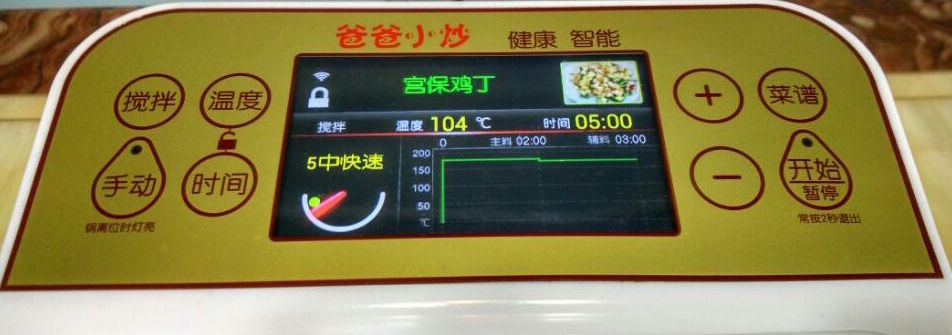 爸爸小炒 健康 智能
搅拌 温度
手动 时间
锅离位时灯亮
宫保鸡丁
搅拌 温度 104 ℃ 时间 05:00
5中快速
0 主料 02:00 辅料 03:00
200
150
100
50
℃
+ 菜谱
- 开始
暂停
常按2秒退出